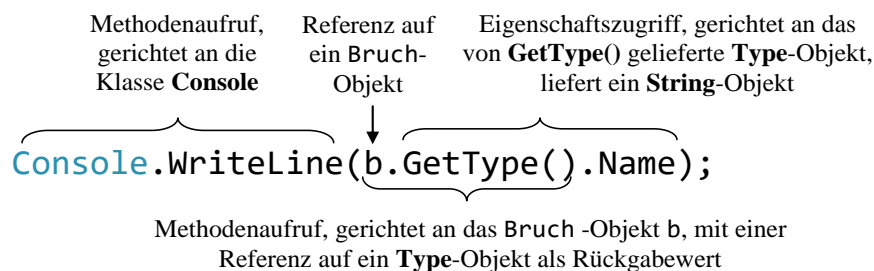 Methodenaufruf,
gerichtet an die
Klasse Console
Referenz auf
ein Bruch-
Objekt
Eigenschaftszugriff, gerichtet an das
von GetType() gelieferte Type-Objekt,
liefert ein String-Objekt
Console.WriteLine(b.GetType().Name);
Methodenaufruf, gerichtet an das Bruch -Objekt b, mit einer
Referenz auf ein Type-Objekt als Rückgabewert